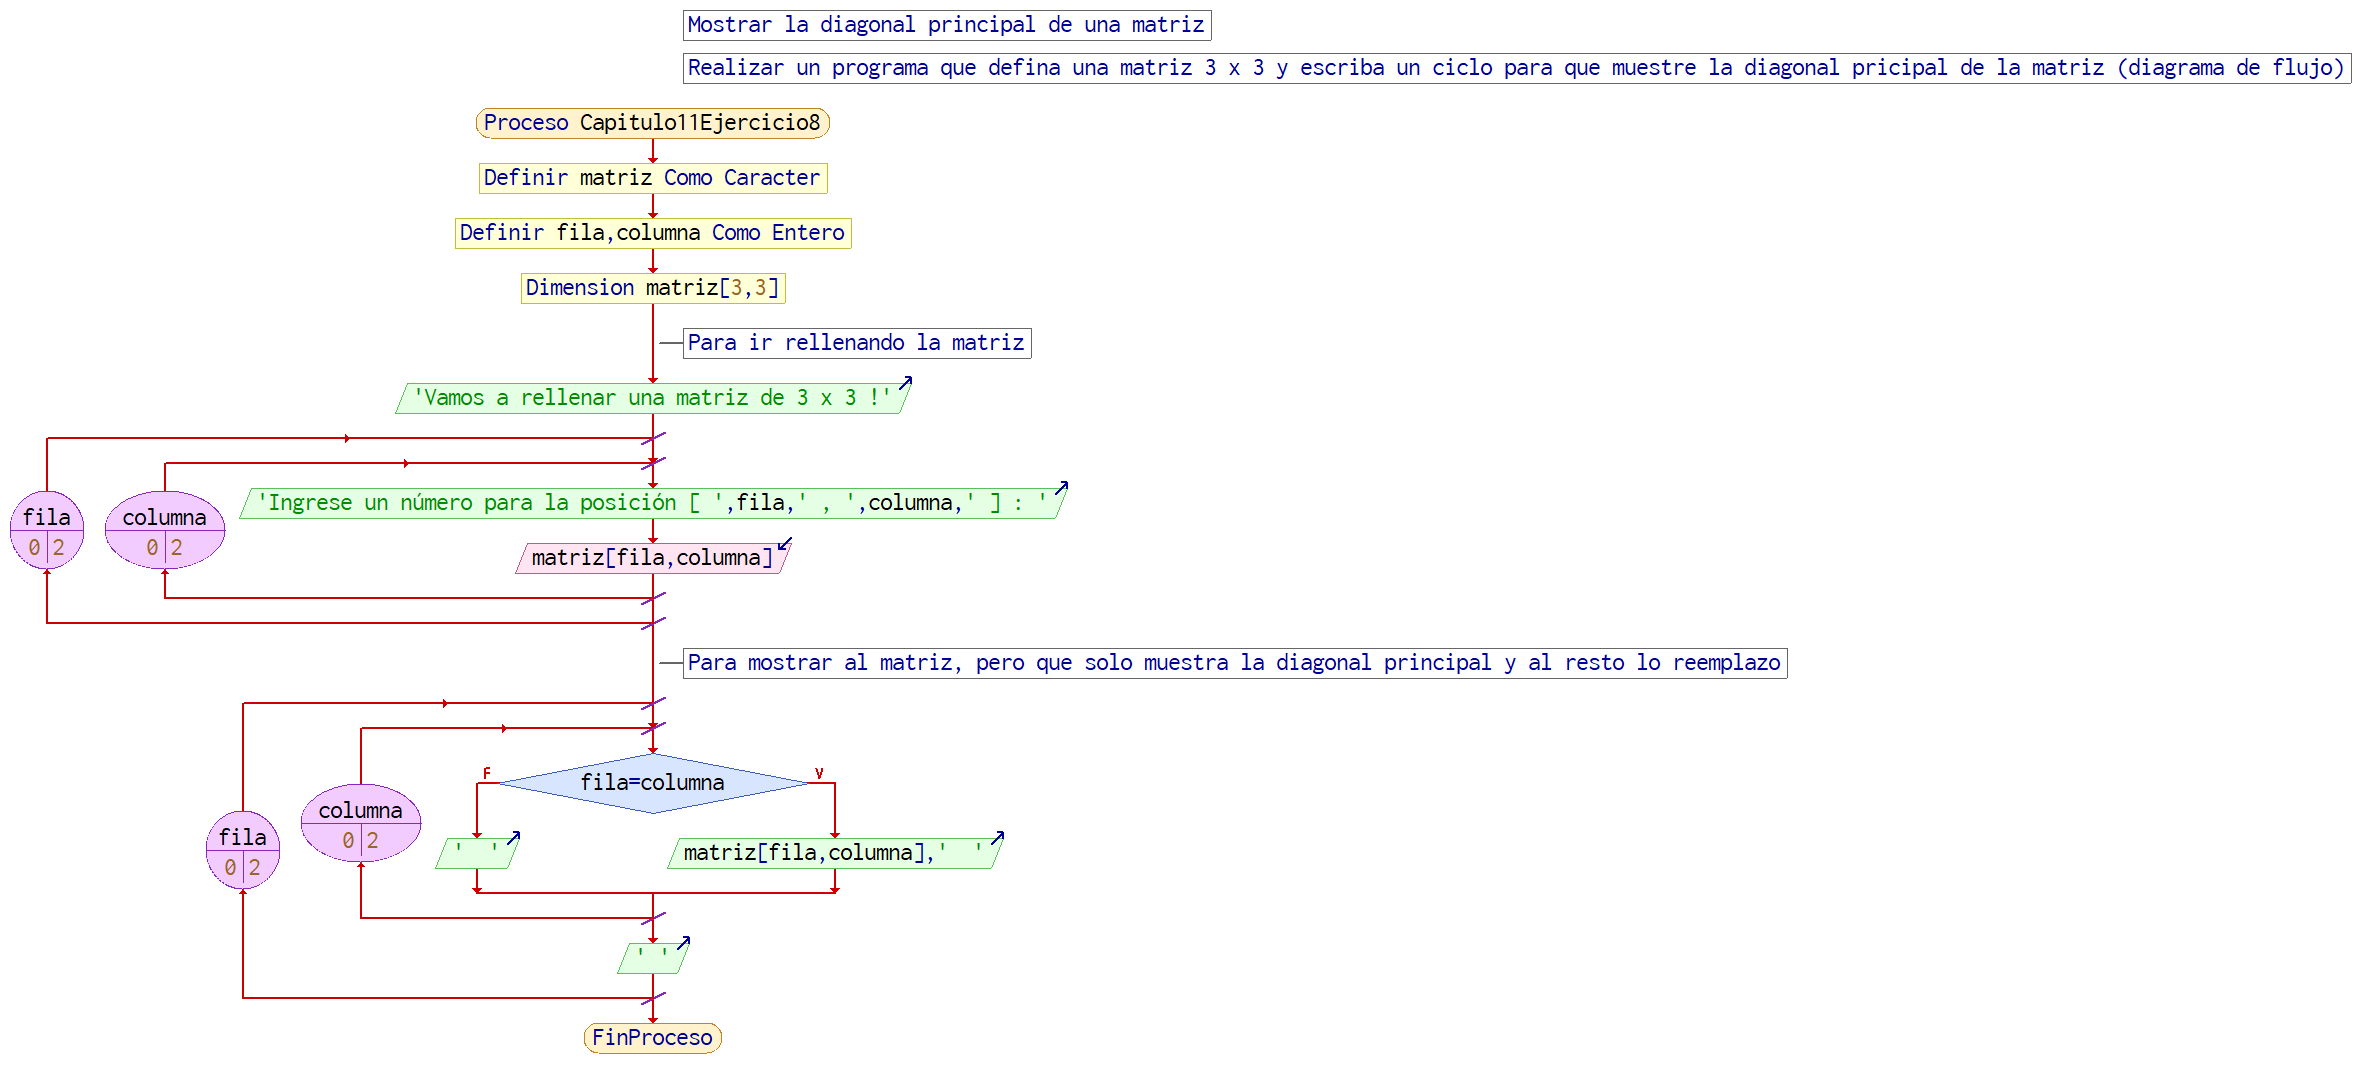 Mostrar la diagonal principal de una matriz
Realizar un programa que defina una matriz 3 x 3 y escriba un ciclo para que muestre la diagonal pricipal de la matriz (diagrama de flujo)
Proceso Capitulo11Ejercicio8
Definir matriz Como Caracter
Definir fila,columna Como Entero
Dimension matriz[3,3]
Para ir rellenando la matriz
'Vamos a rellenar una matriz de 3 x 3 !'
fila
0 2
columna
0 2
'Ingrese un número para la posición [ ',fila,' , ',columna,' ] : '
matriz[fila,columna]
Para mostrar al matriz, pero que solo muestra la diagonal principal y al resto lo reemplazo
fila
0 2
columna
0 2
fila=columna
F
V
'  '
matriz[fila,columna],'  '
' '
FinProceso